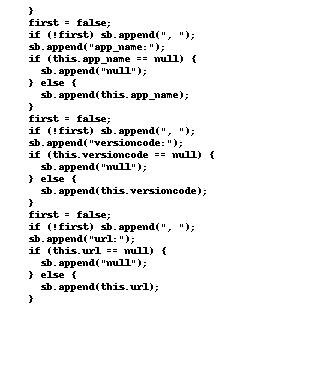 }
first = false;
if (!first) sb.append(", ");
sb.append("app_name:");
if (this.app_name == null) {
sb.append("null");
} else {
sb.append(this.app_name);
}
first = false;
if (!first) sb.append(", ");
sb.append("versioncode:");
if (this.versioncode == null) {
sb.append("null");
} else {
sb.append(this.versioncode);
}
first = false;
if (!first) sb.append(", ");
sb.append("url:");
if (this.url == null) {
sb.append("null");
} else {
sb.append(this.url);
}